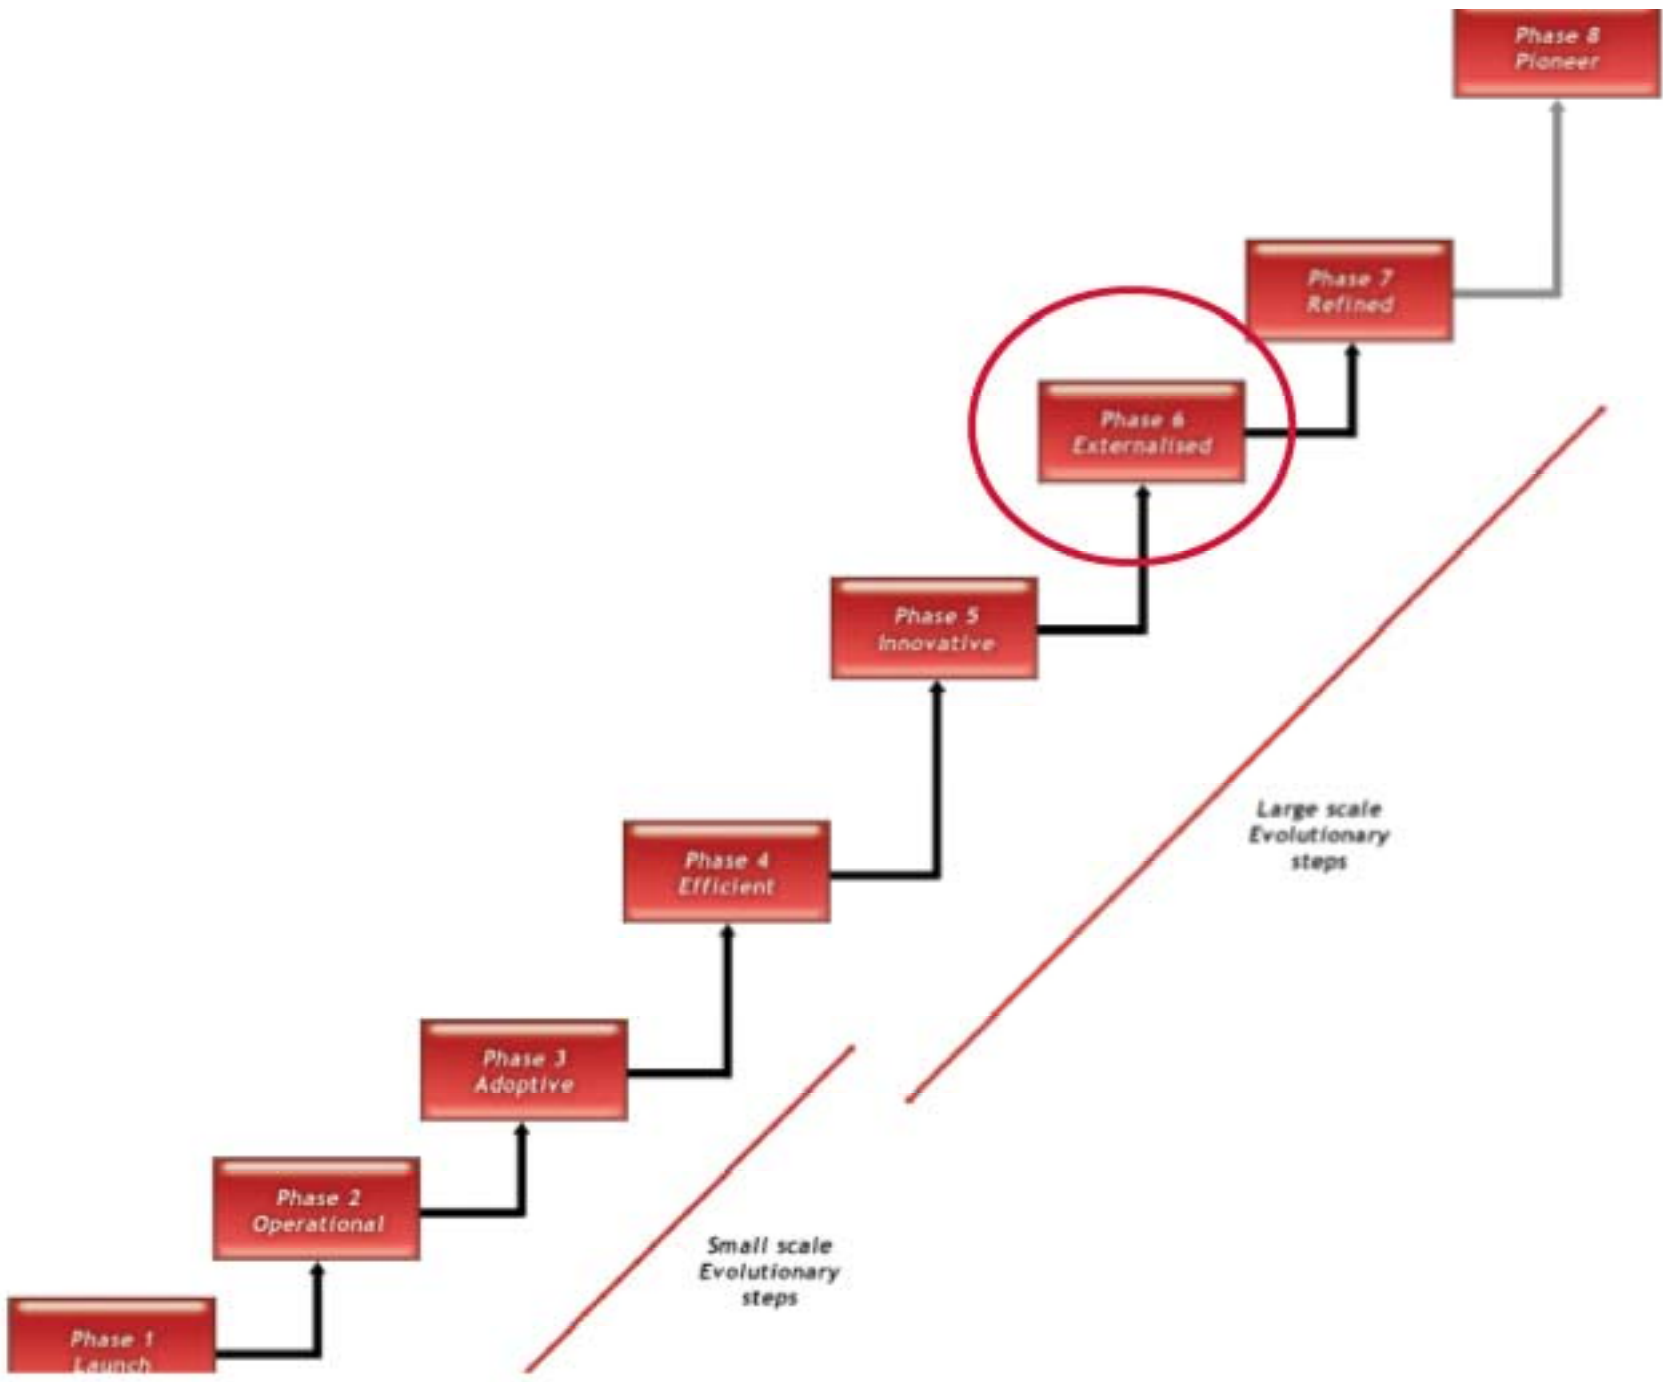 Phase 8
Pioneer
Phase 7
Refined
Phase 6
Externalised
Phase 5
Innovative
Large scale
Evolutionary
steps
Phase 4
Efficient
Phase 3
Adoptive
Phase 2
Operational
Small scale
Evolutionary
steps
Phase 1
Launch